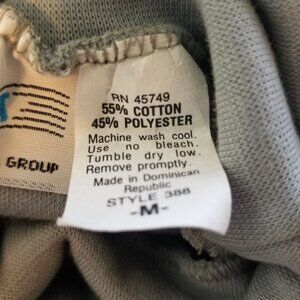 RN 45749
55% COTTON
45% POLYESTER
Machine wash cool.
Use no bleach.
Tumble dry low.
Remove promptly.
Made in Dominican
Republic
STYLE 388
-M-
GROUP